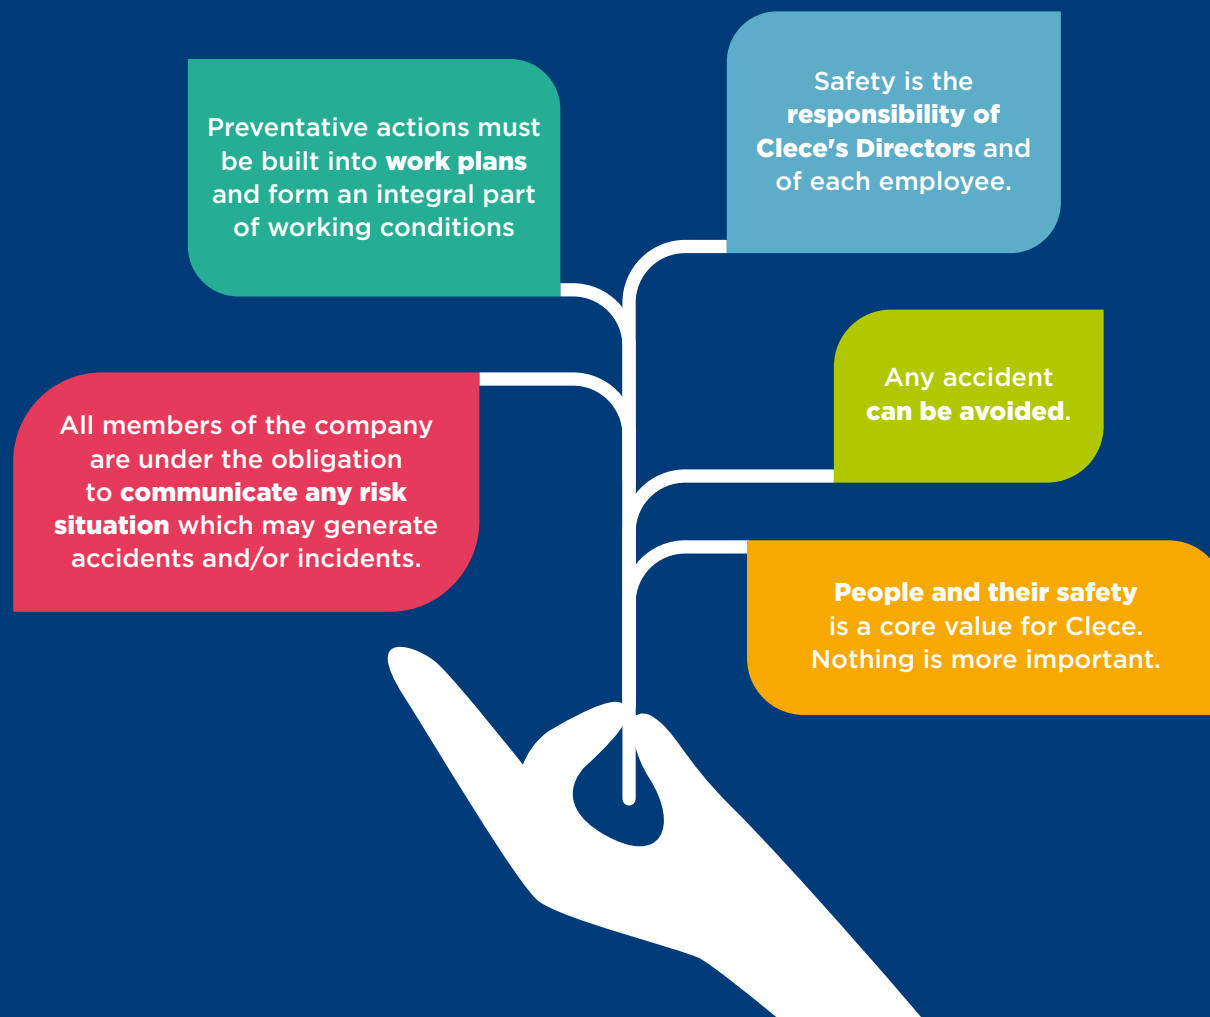 Preventative actions must
be built into work plans
and form an integral part
of working conditions
Safety is the
responsibility of
Clece's Directors and
of each employee.
All members of the company
are under the obligation
to communicate any risk
situation which may generate
accidents and/or incidents.
Any accident
can be avoided.
People and their safety
is a core value for Clece.
Nothing is more important.